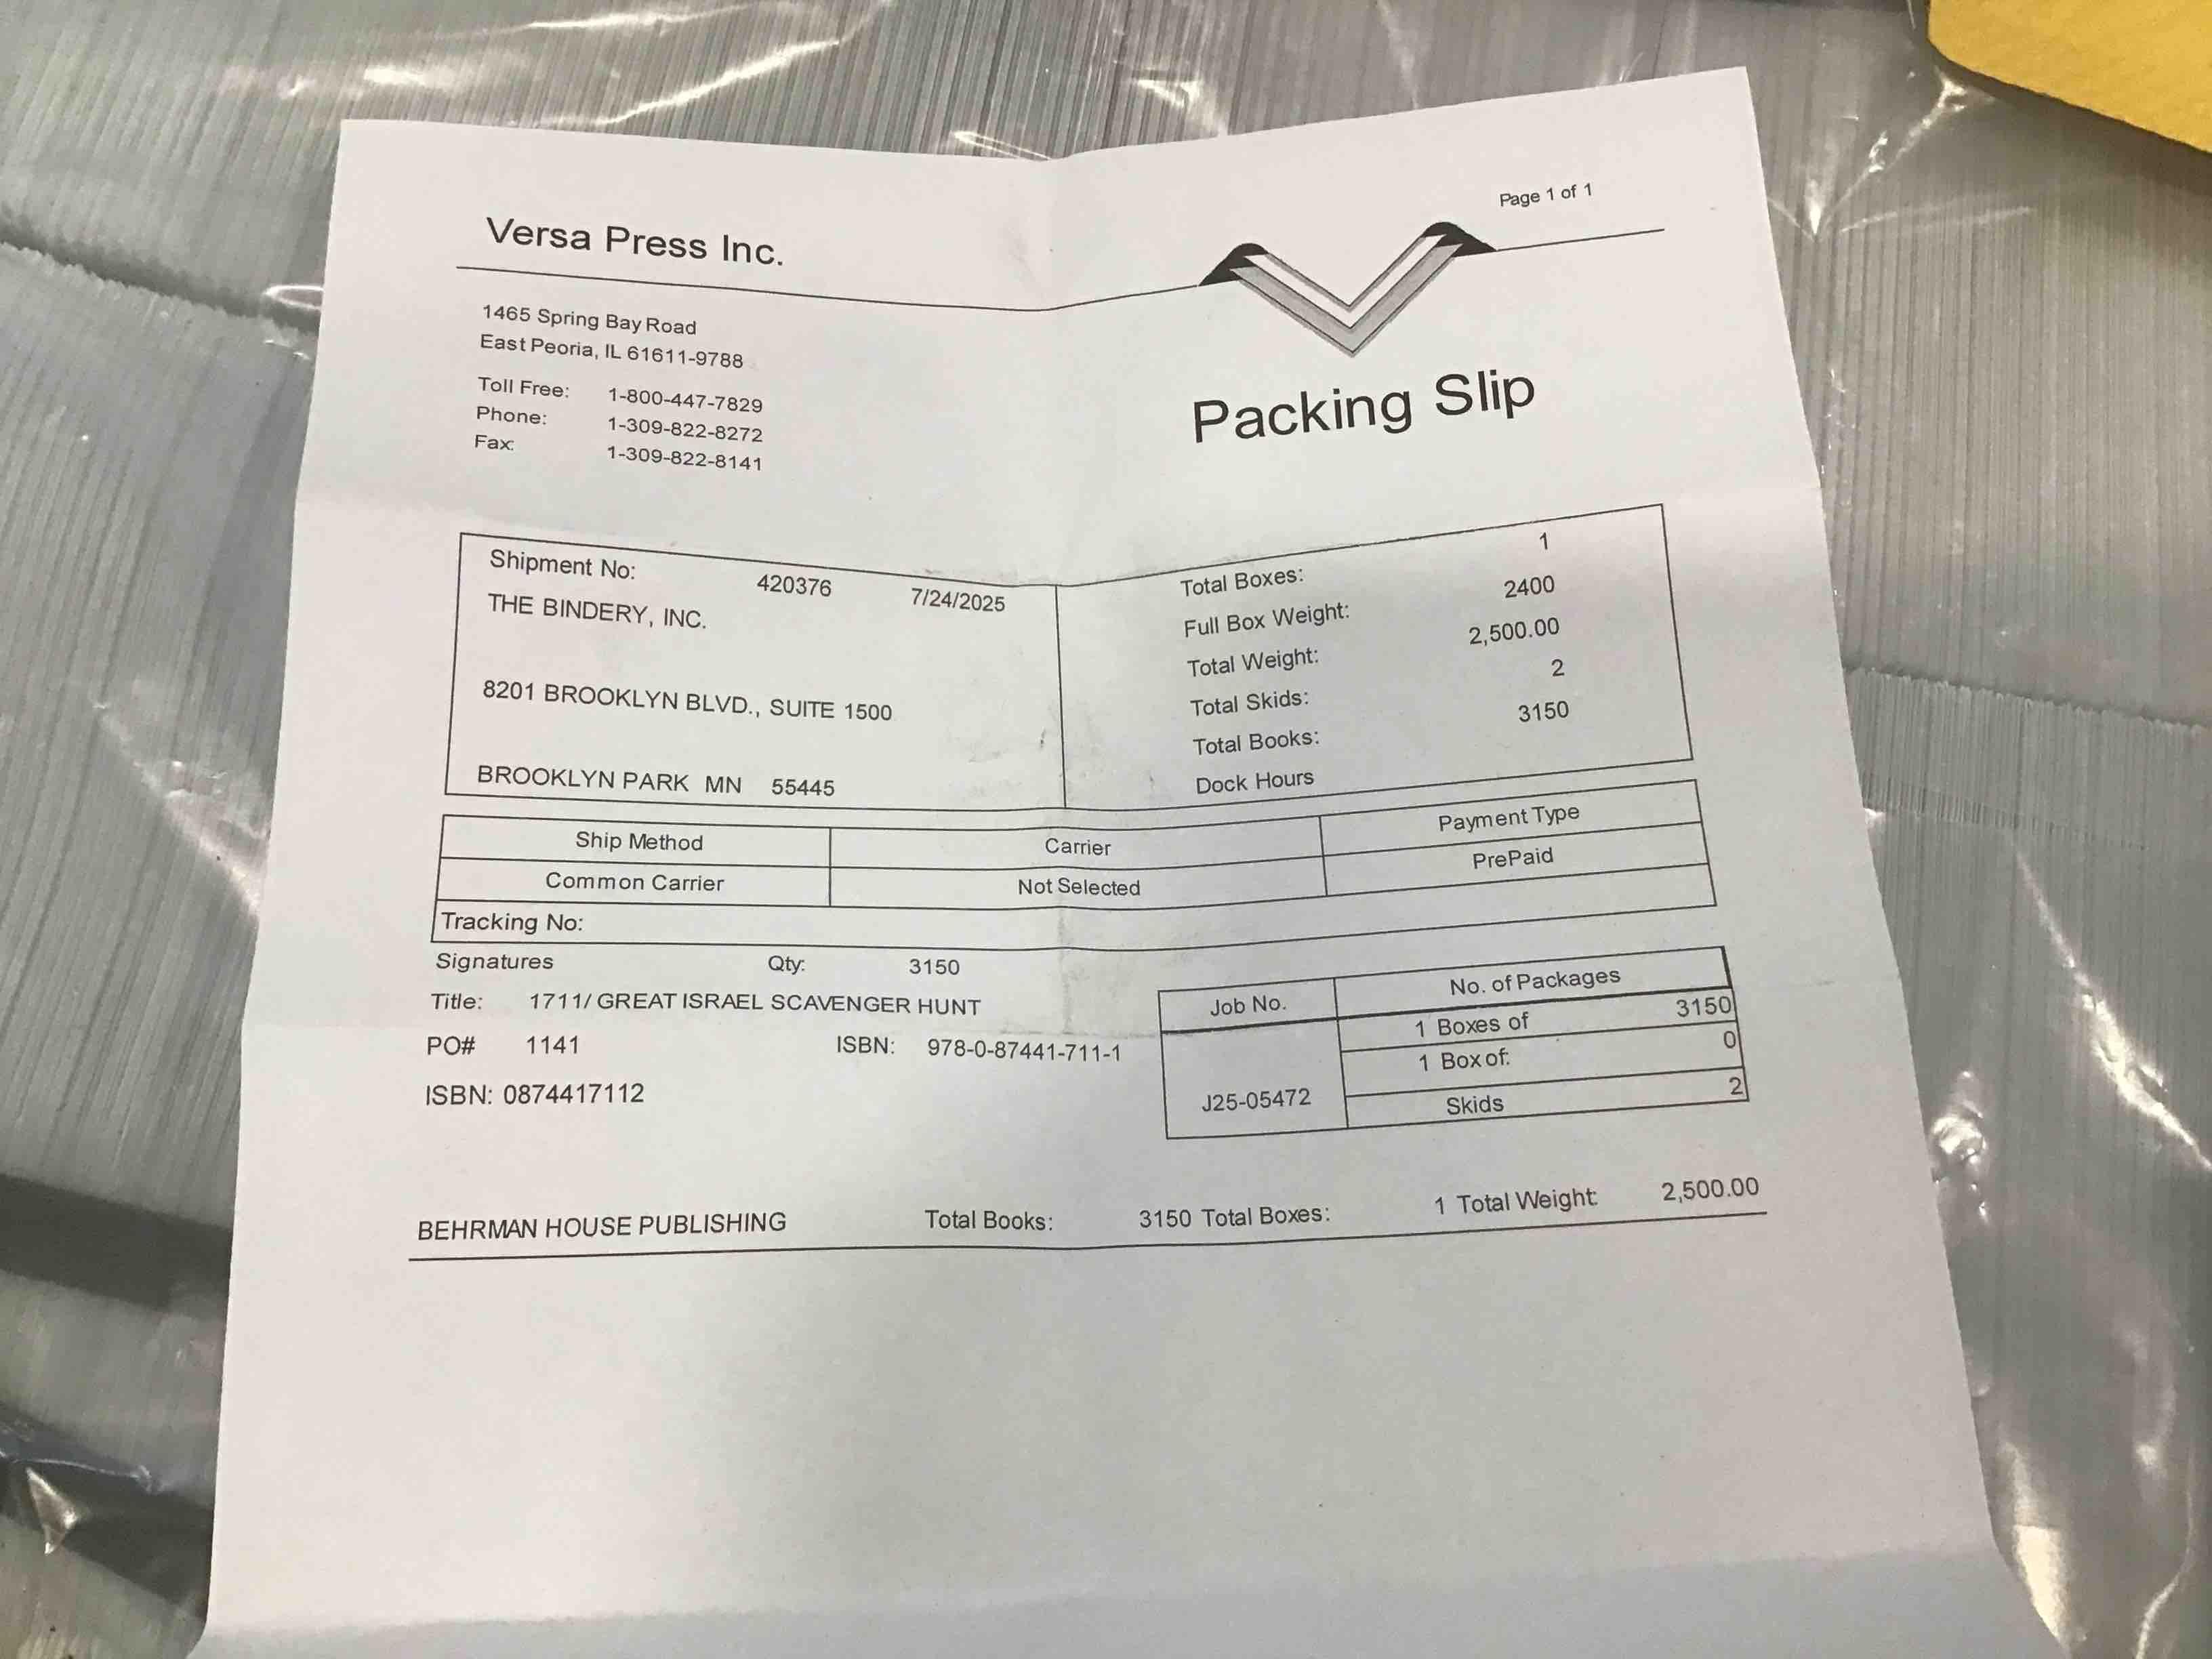 Page 1 of 1
Versa Press Inc.
1465 Spring Bay Road
East Peoria, IL 61611-9788
Toll Free: 1-800-447-7829
Phone: 1-309-822-8272
Fax: 1-309-822-8141
Packing Slip
Shipment No: 420376 7/24/2025
THE BINDERY, INC.
8201 BROOKLYN BLVD., SUITE 1500
BROOKLYN PARK MN 55445
Total Boxes: 1
Full Box Weight: 2400
Total Weight: 2,500.00
Total Skids: 2
Total Books: 3150
Dock Hours
Ship Method Carrier Payment Type
Common Carrier Not Selected PrePaid
Tracking No:
Signatures Qty: 3150
Title: 1711/ GREAT ISRAEL SCAVENGER HUNT
PO# 1141 ISBN: 978-0-87441-711-1
ISBN: 0874417112
Job No. No. of Packages
1 Boxes of 3150
1 Box of: 0
J25-05472 Skids 2
BEHRMAN HOUSE PUBLISHING Total Books: 3150 Total Boxes: 1 Total Weight: 2,500.00